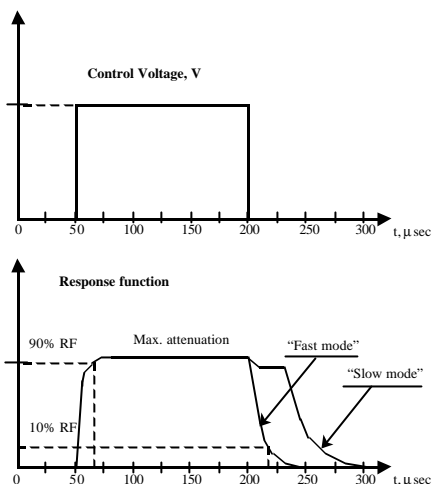 Control Voltage, V
0 50 100 150 200 250 300 t, μ sec
Response function
90% RF
Max. attenuation
"Fast mode"
"Slow mode"
10% RF
0 50 100 150 200 250 300 t, μ sec